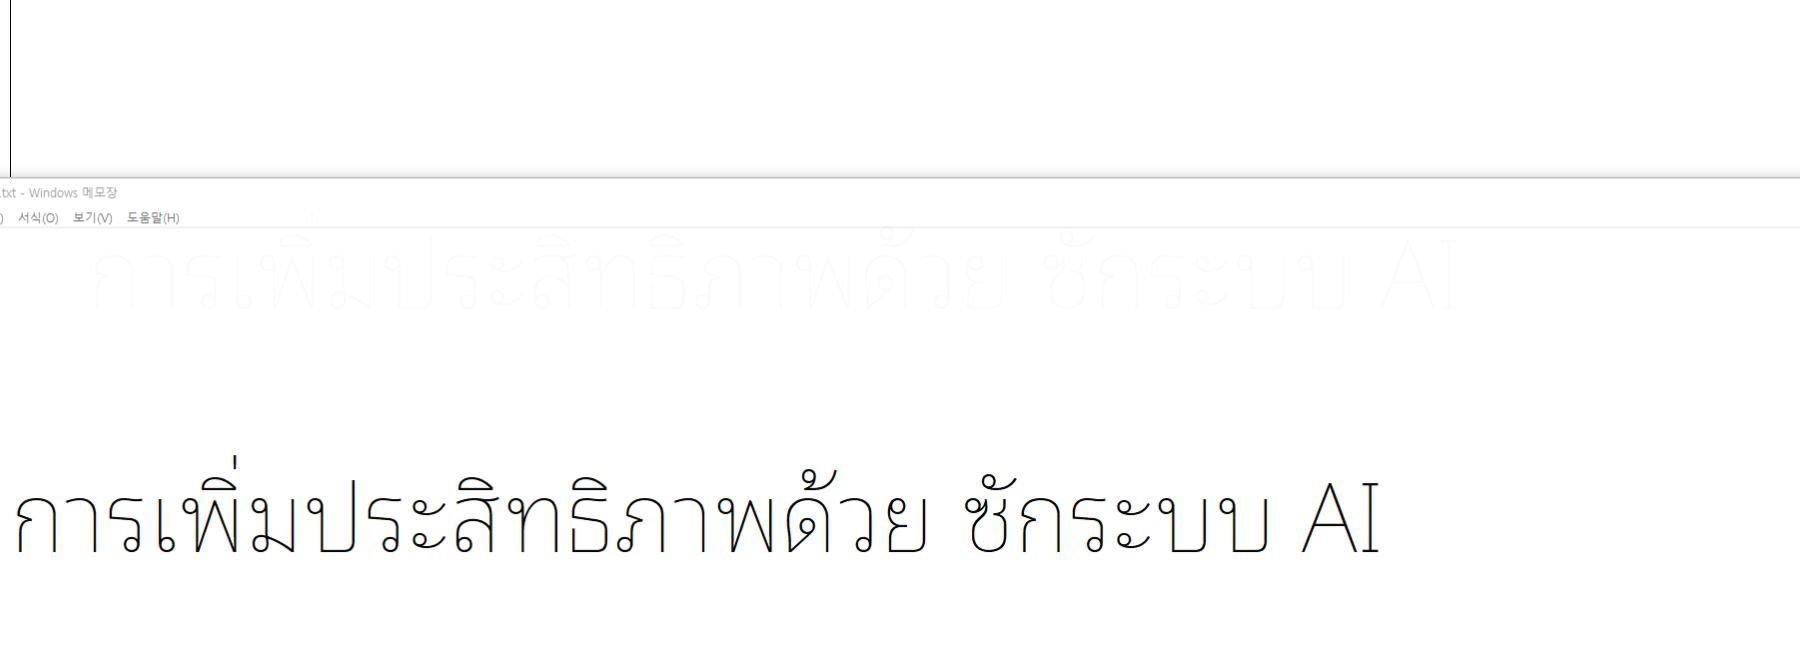 .txt - Windows 메모장
) 서식(O) 보기(V) 도움말(H)
การเพิ่มประสิทธิภาพด้วย ซักระบบ AI
การเพิ่มประสิทธิภาพด้วย ซักระบบ AI